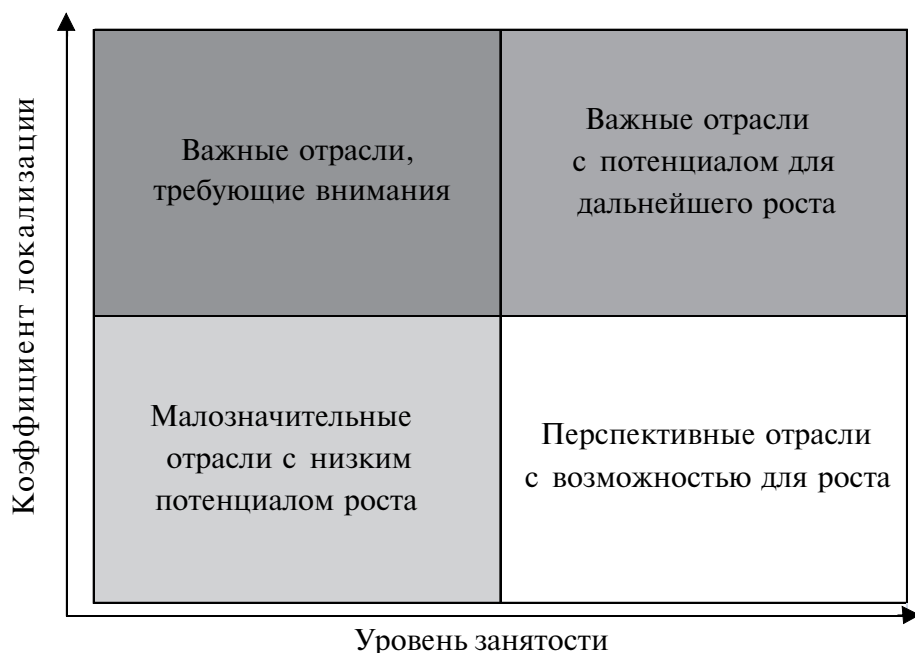 Коэффициент локализации
Важные отрасли,
требующие внимания
Важные отрасли
с потенциалом для
дальнейшего роста
Малозначительные
отрасли с низким
потенциалом роста
Перспективные отрасли
с возможностью для роста
Уровень занятости